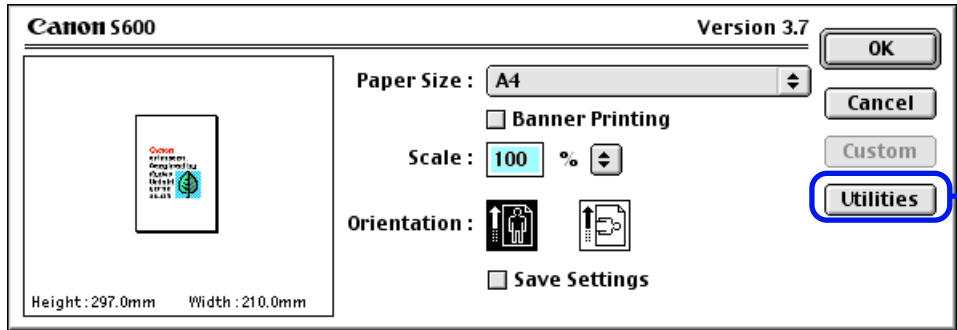 Canon S600
Version 3.7
OK
Paper Size : A4
Cancel
Banner Printing
Custom
Scale : 100 %
Utilities
Orientation :
Save Settings
Height : 297.0mm Width : 210.0mm
Canon